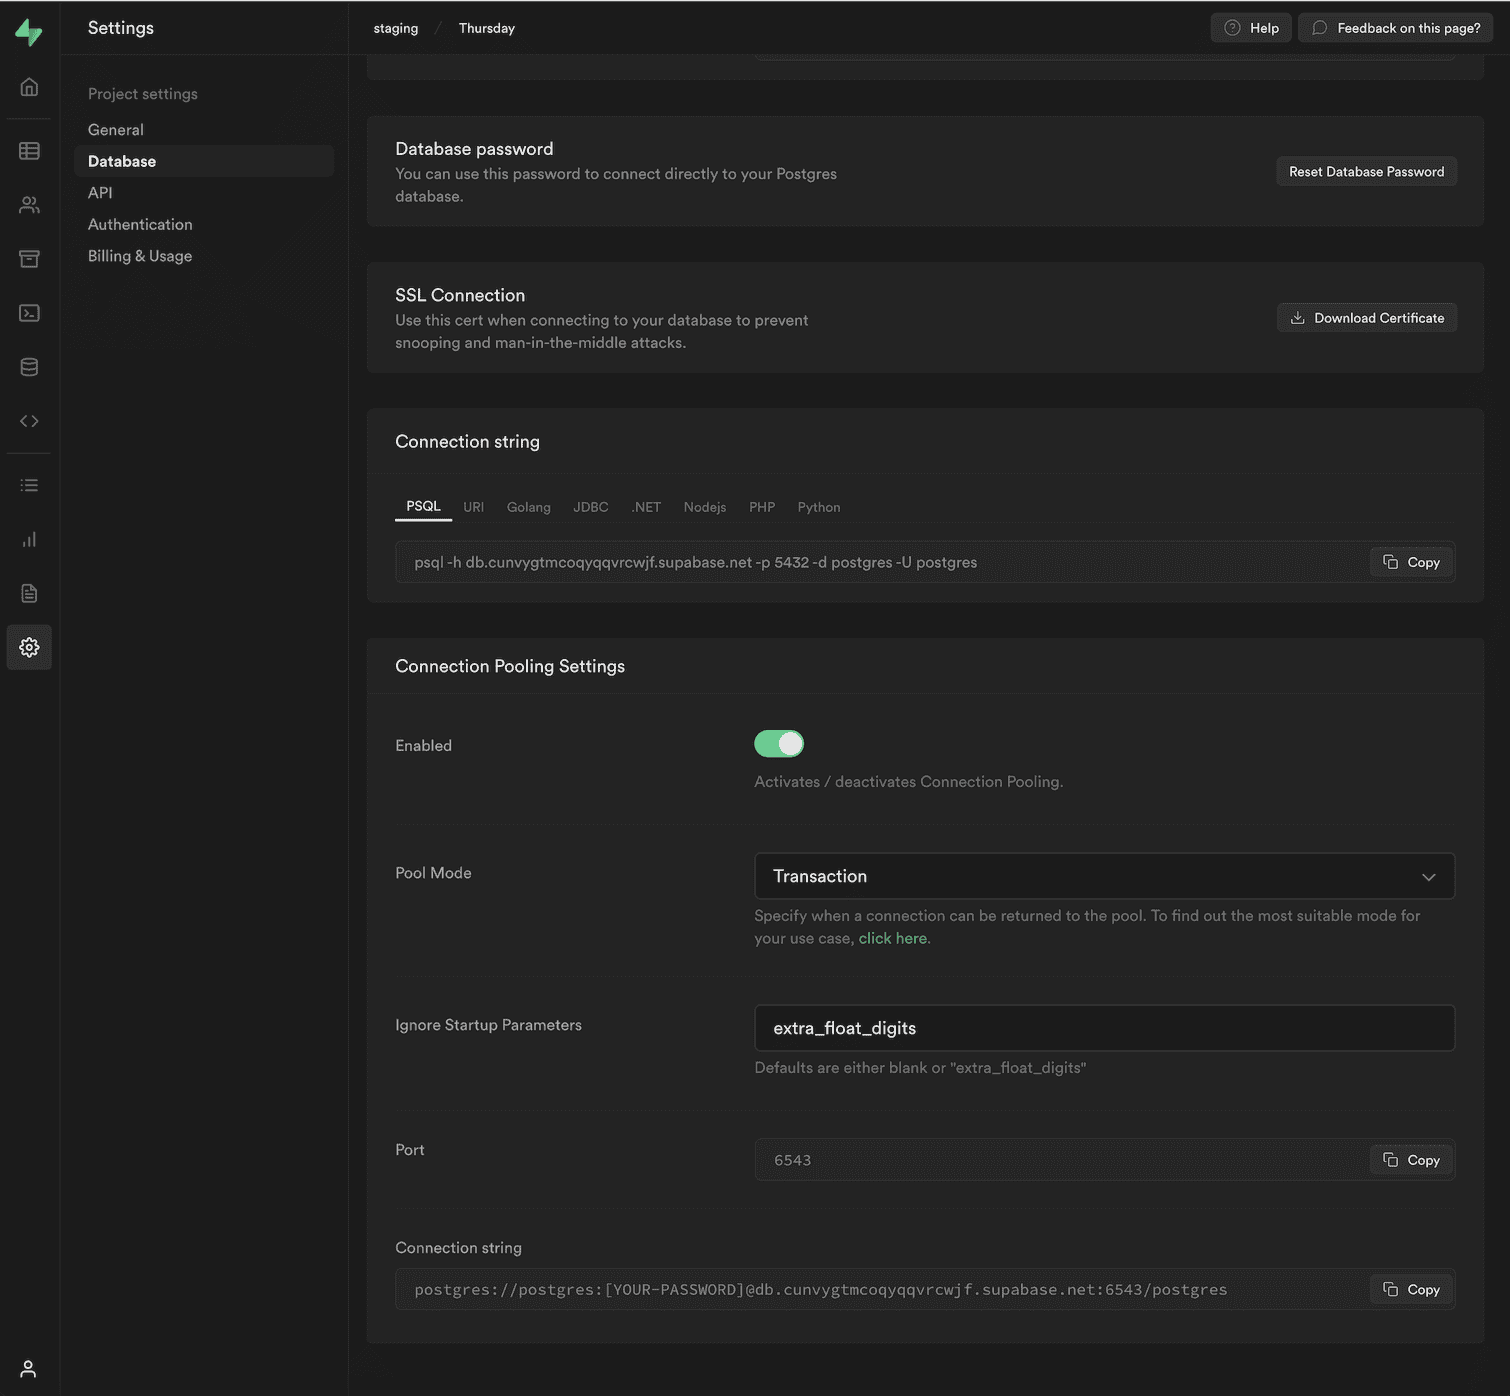 Settings
staging / Thursday
Help
Feedback on this page?
Project settings
General
Database
API
Authentication
Billing & Usage
Database password
You can use this password to connect directly to your Postgres
database.
Reset Database Password
SSL Connection
Use this cert when connecting to your database to prevent
snooping and man-in-the-middle attacks.
Download Certificate
Connection string
PSQL URI Golang JDBC .NET Nodejs PHP Python
psql -h db.cunvygtmcoqyqqvrcwjf.supabase.net -p 5432 -d postgres -U postgres
Copy
Connection Pooling Settings
Enabled
Activates / deactivates Connection Pooling.
Pool Mode
Transaction
Specify when a connection can be returned to the pool. To find out the most suitable mode for
your use case, click here.
Ignore Startup Parameters
extra_float_digits
Defaults are either blank or "extra_float_digits"
Port
6543
Copy
Connection string
postgres://postgres:[YOUR-PASSWORD]@db.cunvygtmcoqyqqvrcwjf.supabase.net:6543/postgres
Copy